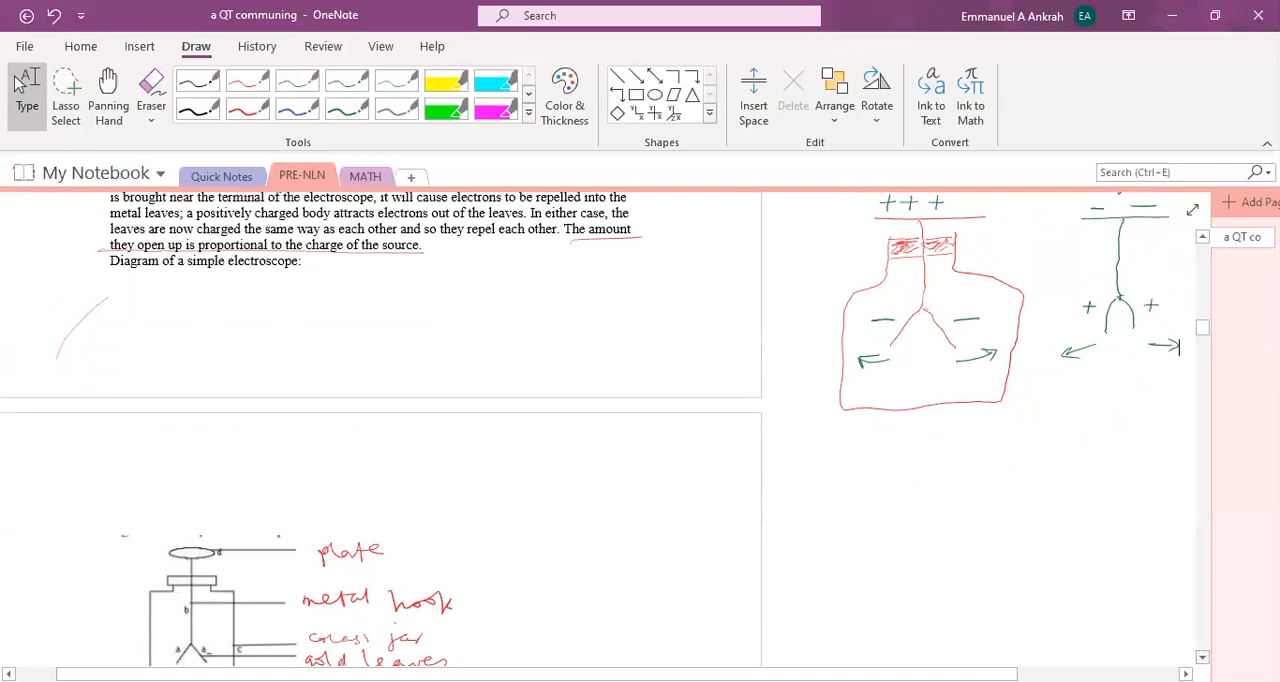 a QT communing - OneNote
Search
Emmanuel A Ankrah
EA
File
Home
Insert
Draw
History
Review
View
Help
Type
Lasso Select
Panning Hand
Eraser
Color & Thickness
Insert Space
Delete
Arrange
Rotate
Ink to Text
Ink to Math
Tools
Shapes
Edit
Convert
My Notebook
Quick Notes
PRE-NLN
MATH
+
Search (Ctrl+E)
Add Pag
a QT co
is brought near the terminal of the electroscope, it will cause electrons to be repelled into the
metal leaves; a positively charged body attracts electrons out of the leaves. In either case, the
leaves are now charged the same way as each other and so they repel each other. The amount
they open up is proportional to the charge of the source.
Diagram of a simple electroscope:
+ + +
- -
+ +
- -
d
plate
b
metal hook
jar
a a
c
gold leaves